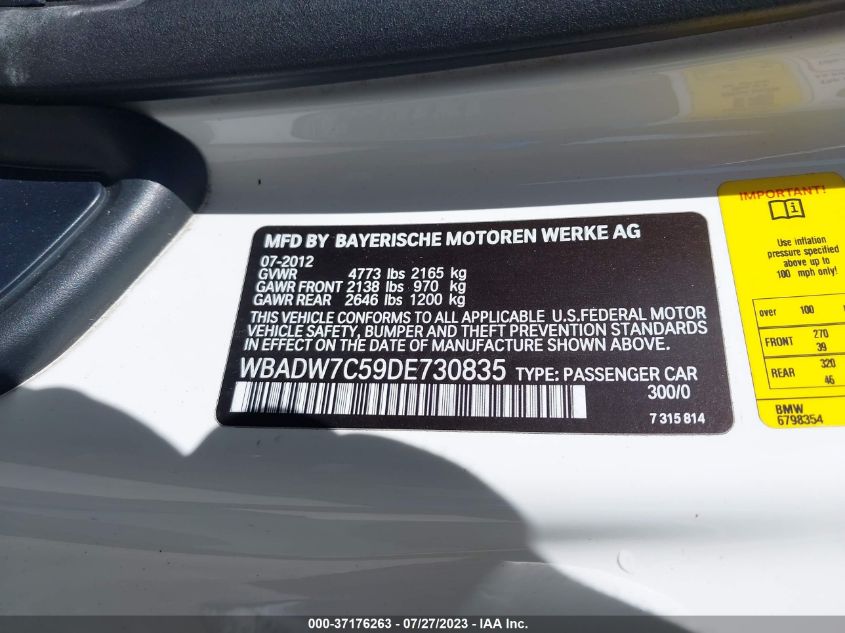 MFD BY BAYERISCHE MOTOREN WERKE AG
07-2012
GVWR 4773 lbs 2165 kg
GAWR FRONT 2138 lbs 970 kg
GAWR REAR 2646 lbs 1200 kg
THIS VEHICLE CONFORMS TO ALL APPLICABLE U.S.FEDERAL MOTOR
VEHICLE SAFETY, BUMPER AND THEFT PREVENTION STANDARDS
IN EFFECT ON THE DATE OF MANUFACTURE SHOWN ABOVE.
WBADW7C59DE730835 TYPE: PASSENGER CAR
300/0
7 315 814
IMPORTANT!
Use inflation
pressure specified
above up to
100 mph only!
over 100
FRONT 270
39
REAR 320
46
BMW
6798354
000-37176263 - 07/27/2023 - Copyright © IAA, Inc.